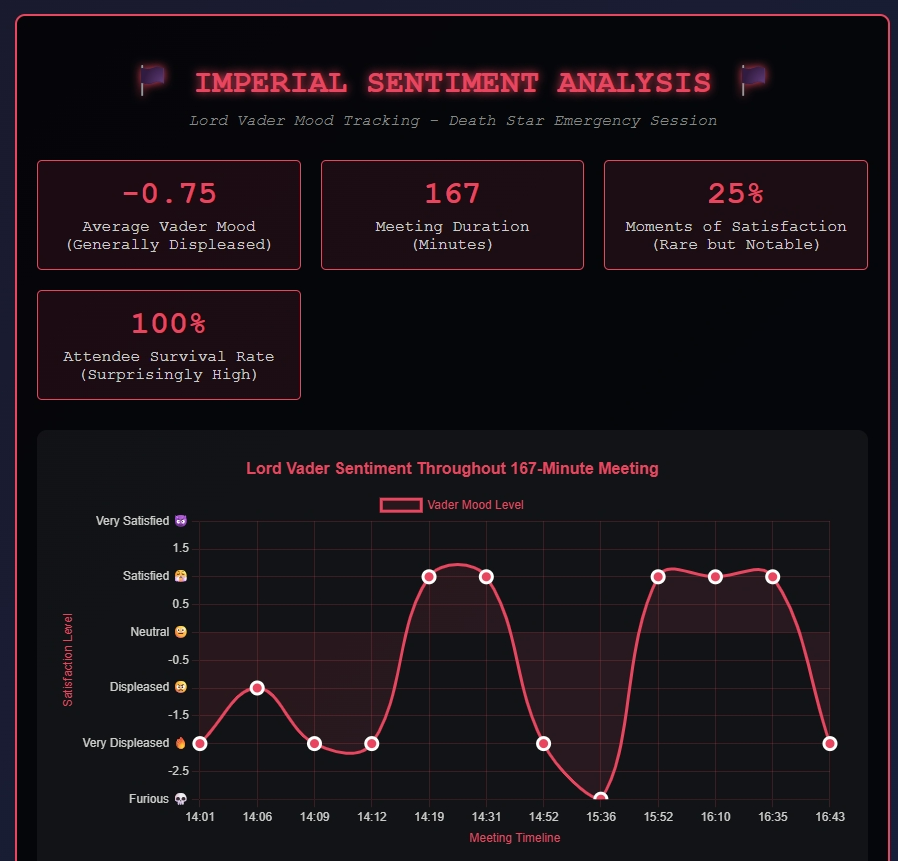 IMPERIAL SENTIMENT ANALYSIS
Lord Vader Mood Tracking - Death Star Emergency Session
-0.75
Average Vader Mood
(Generally Displeased)
167
Meeting Duration
(Minutes)
25%
Moments of Satisfaction
(Rare but Notable)
100%
Attendee Survival Rate
(Surprisingly High)
Lord Vader Sentiment Throughout 167-Minute Meeting
Vader Mood Level
Satisfaction Level
Very Satisfied
1.5
Satisfied
0.5
Neutral
-0.5
Displeased
-1.5
Very Displeased
-2.5
Furious
14:01 14:06 14:09 14:12 14:19 14:31 14:52 15:36 15:52 16:10 16:35 16:43
Meeting Timeline